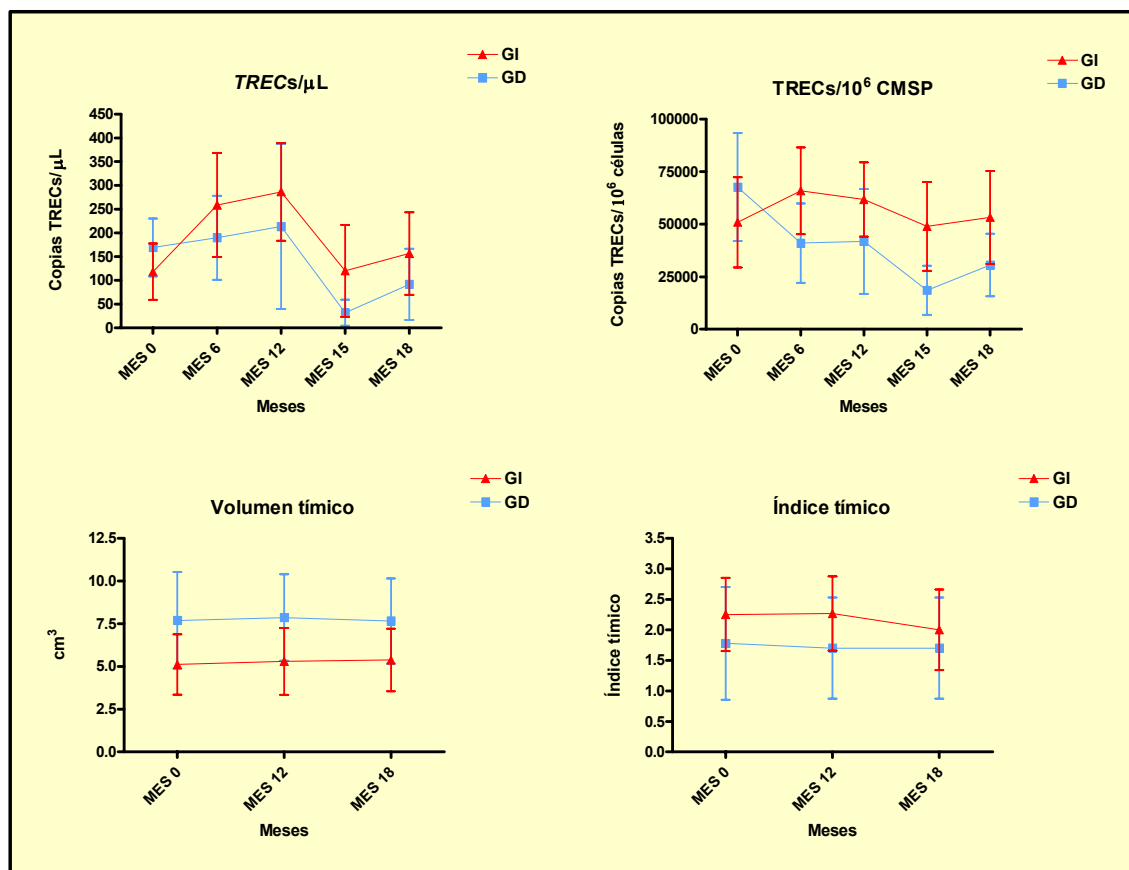 GI
GD
TRECs/μL
450
400
350
300
250
200
150
100
50
0
Copias TRECs/μL
MES 0
MES 6
MES 12
MES 15
MES 18
Meses
GI
GD
TRECs/10⁶ CMSP
100000
75000
50000
25000
0
Copias TRECs/10⁶ células
MES 0
MES 6
MES 12
MES 15
MES 18
Meses
GI
GD
Volumen tímico
12.5
10.0
7.5
5.0
2.5
0.0
cm³
MES 0
MES 12
MES 18
Meses
GI
GD
Índice tímico
3.5
3.0
2.5
2.0
1.5
1.0
0.5
0.0
Índice tímico
MES 0
MES 12
MES 18
Meses